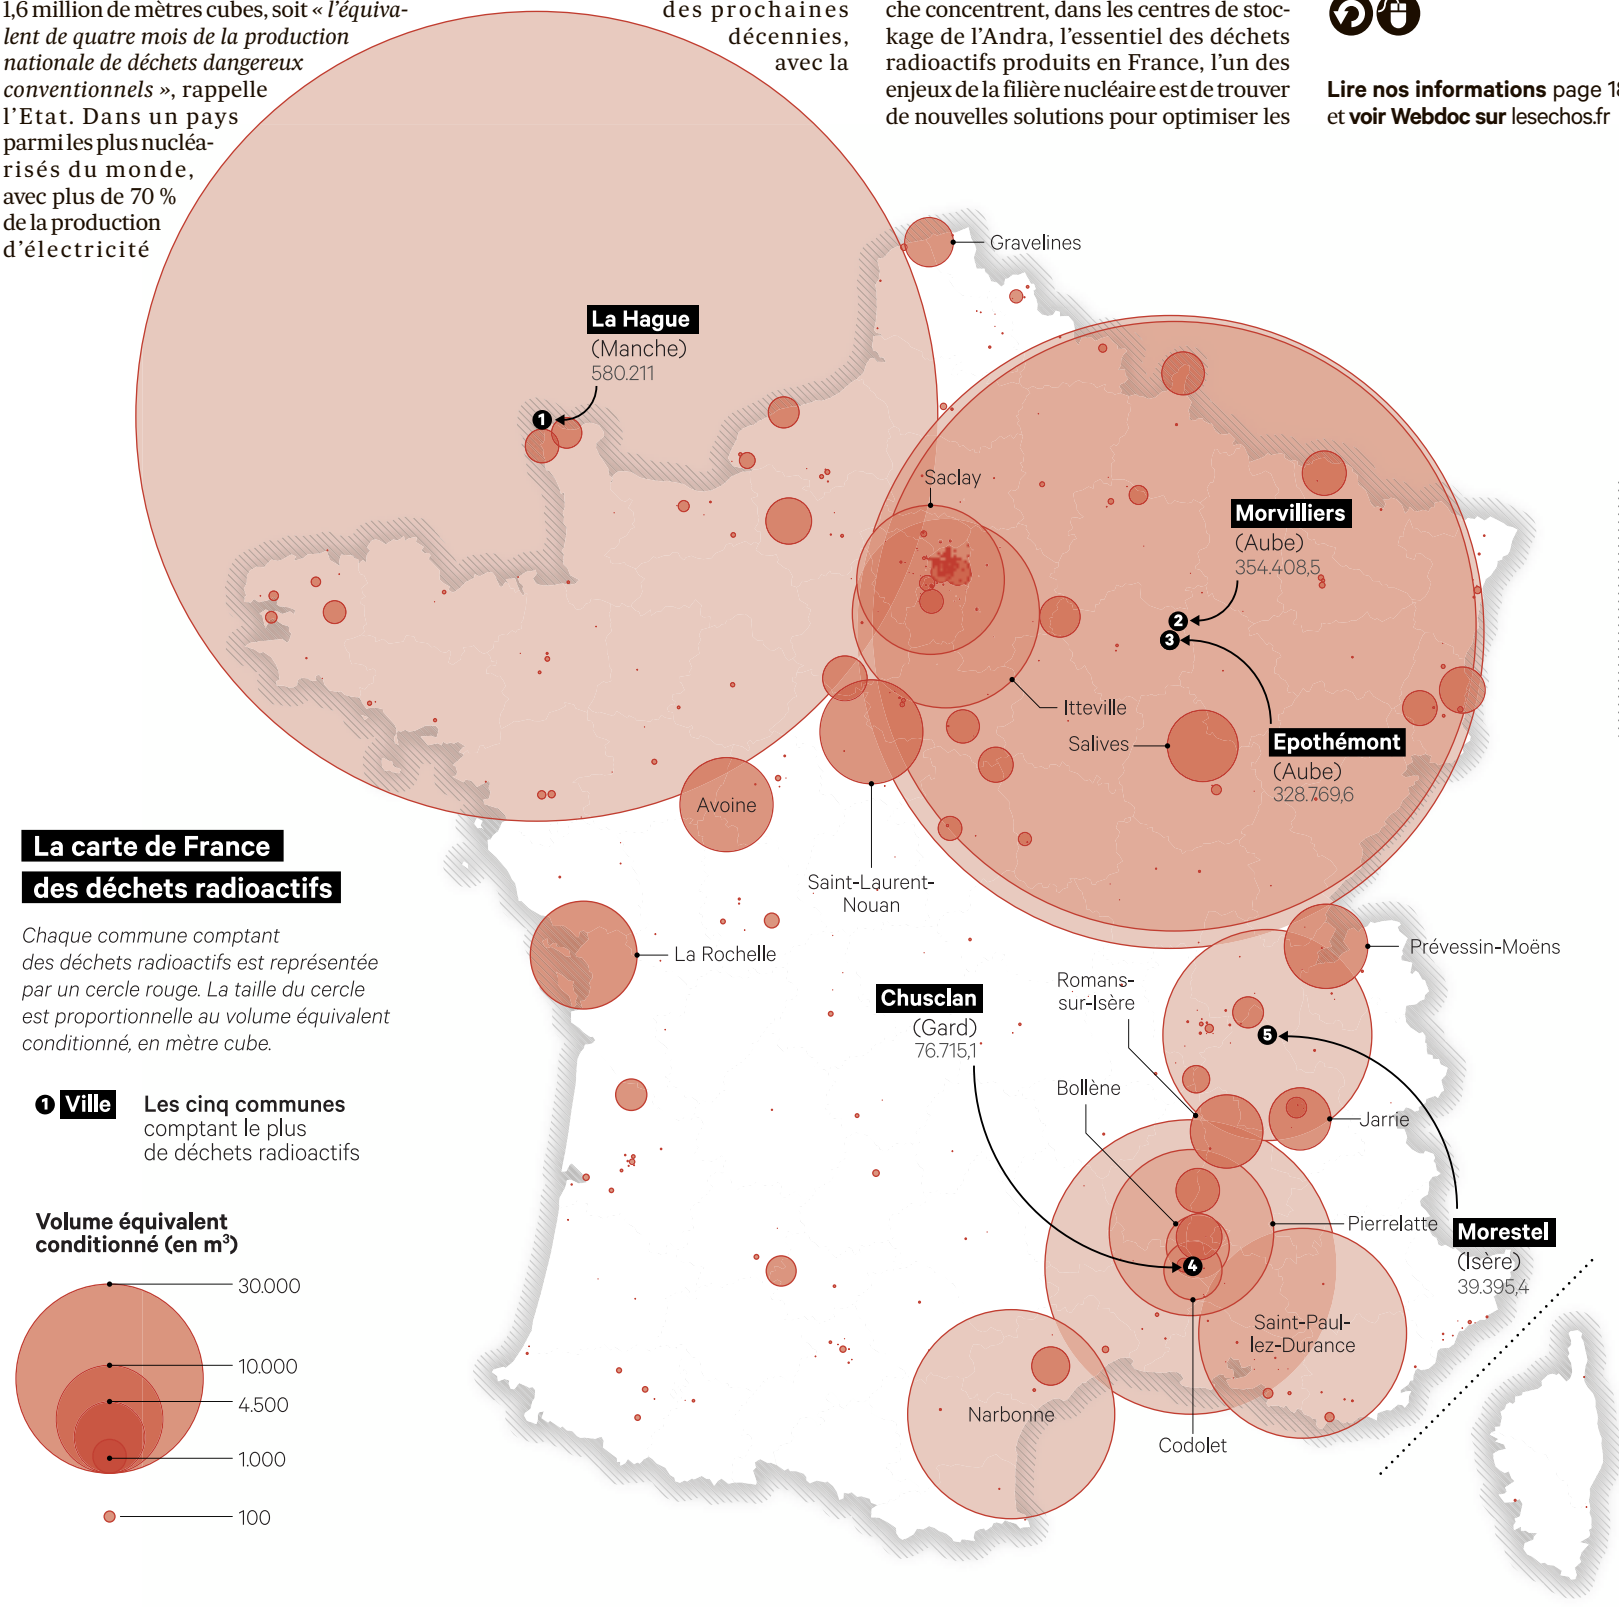 1,6 million de mètres cubes, soit « l'équiva-
lent de quatre mois de la production
nationale de déchets dangereux
conventionnels », rappelle
l'Etat. Dans un pays
parmi les plus nucléa-
risés du monde,
avec plus de 70 %
de la production
d'électricité
des prochaines
décennies,
avec la
che concentrent, dans les centres de stoc-
kage de l'Andra, l'essentiel des déchets
radioactifs produits en France, l'un des
enjeux de la filière nucléaire est de trouver
de nouvelles solutions pour optimiser les
Lire nos informations page 18
et voir Webdoc sur lesechos.fr
Gravelines
La Hague
(Manche)
580.211
1
Saclay
Morvilliers
(Aube)
354.408,5
2
3
Itteville
Salives
Epothémont
(Aube)
328.769,6
Avoine
La carte de France
des déchets radioactifs
Chaque commune comptant
des déchets radioactifs est représentée
par un cercle rouge. La taille du cercle
est proportionnelle au volume équivalent
conditionné, en mètre cube.
Saint-Laurent-
Nouan
La Rochelle
Prévessin-Moëns
Romans-
sur-Isère
Chusclan
(Gard)
76.715,1
5
Bollène
1 Ville Les cinq communes
comptant le plus
de déchets radioactifs
Jarrie
Volume équivalent
conditionné (en m³)
30.000
10.000
4.500
1.000
100
Pierrelatte
Morestel
(Isère)
39.395,4
4
Saint-Paul-
lez-Durance
Narbonne
Codolet